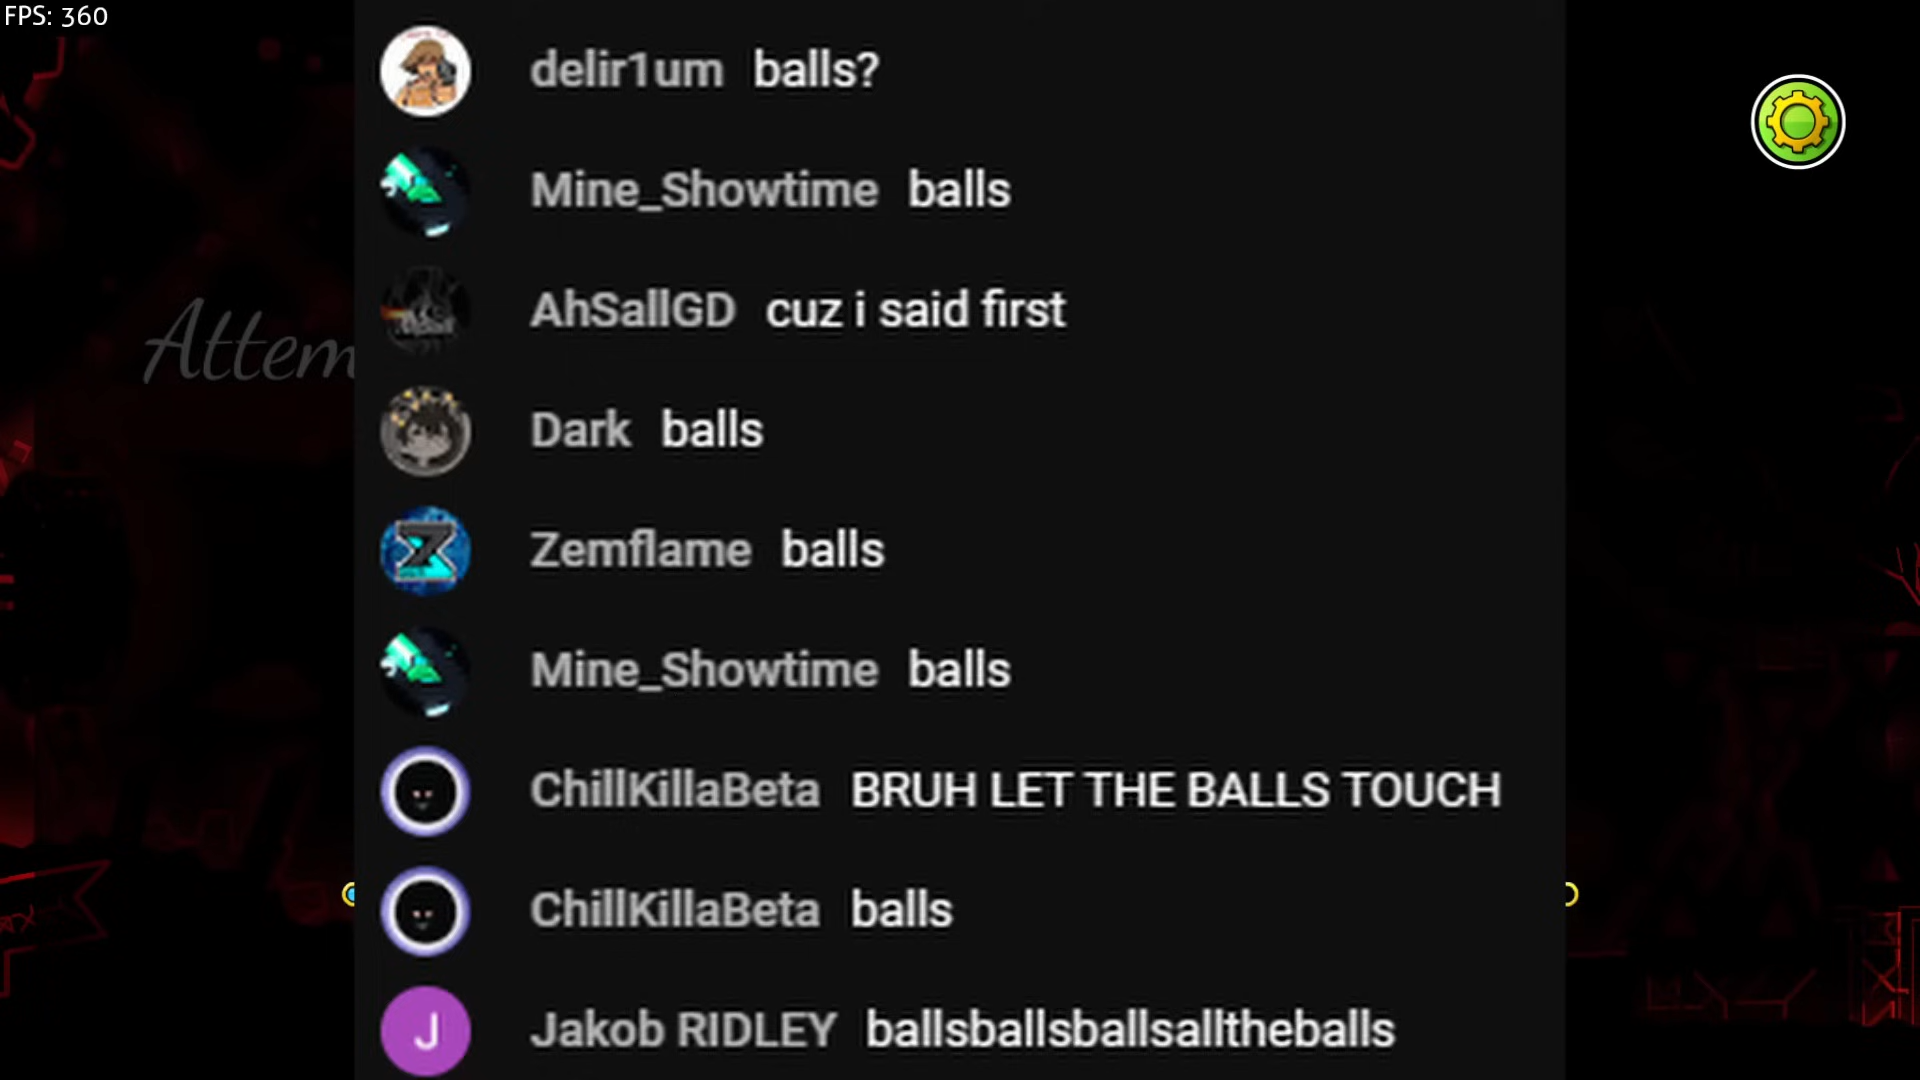 FPS: 360
delir1um balls?
Mine_Showtime balls
AhSallGD cuz i said first
Attem
Dark balls
Zemflame balls
Mine_Showtime balls
ChillKillaBeta BRUH LET THE BALLS TOUCH
ChillKillaBeta balls
J Jakob RIDLEY ballsballsballsalltheballs